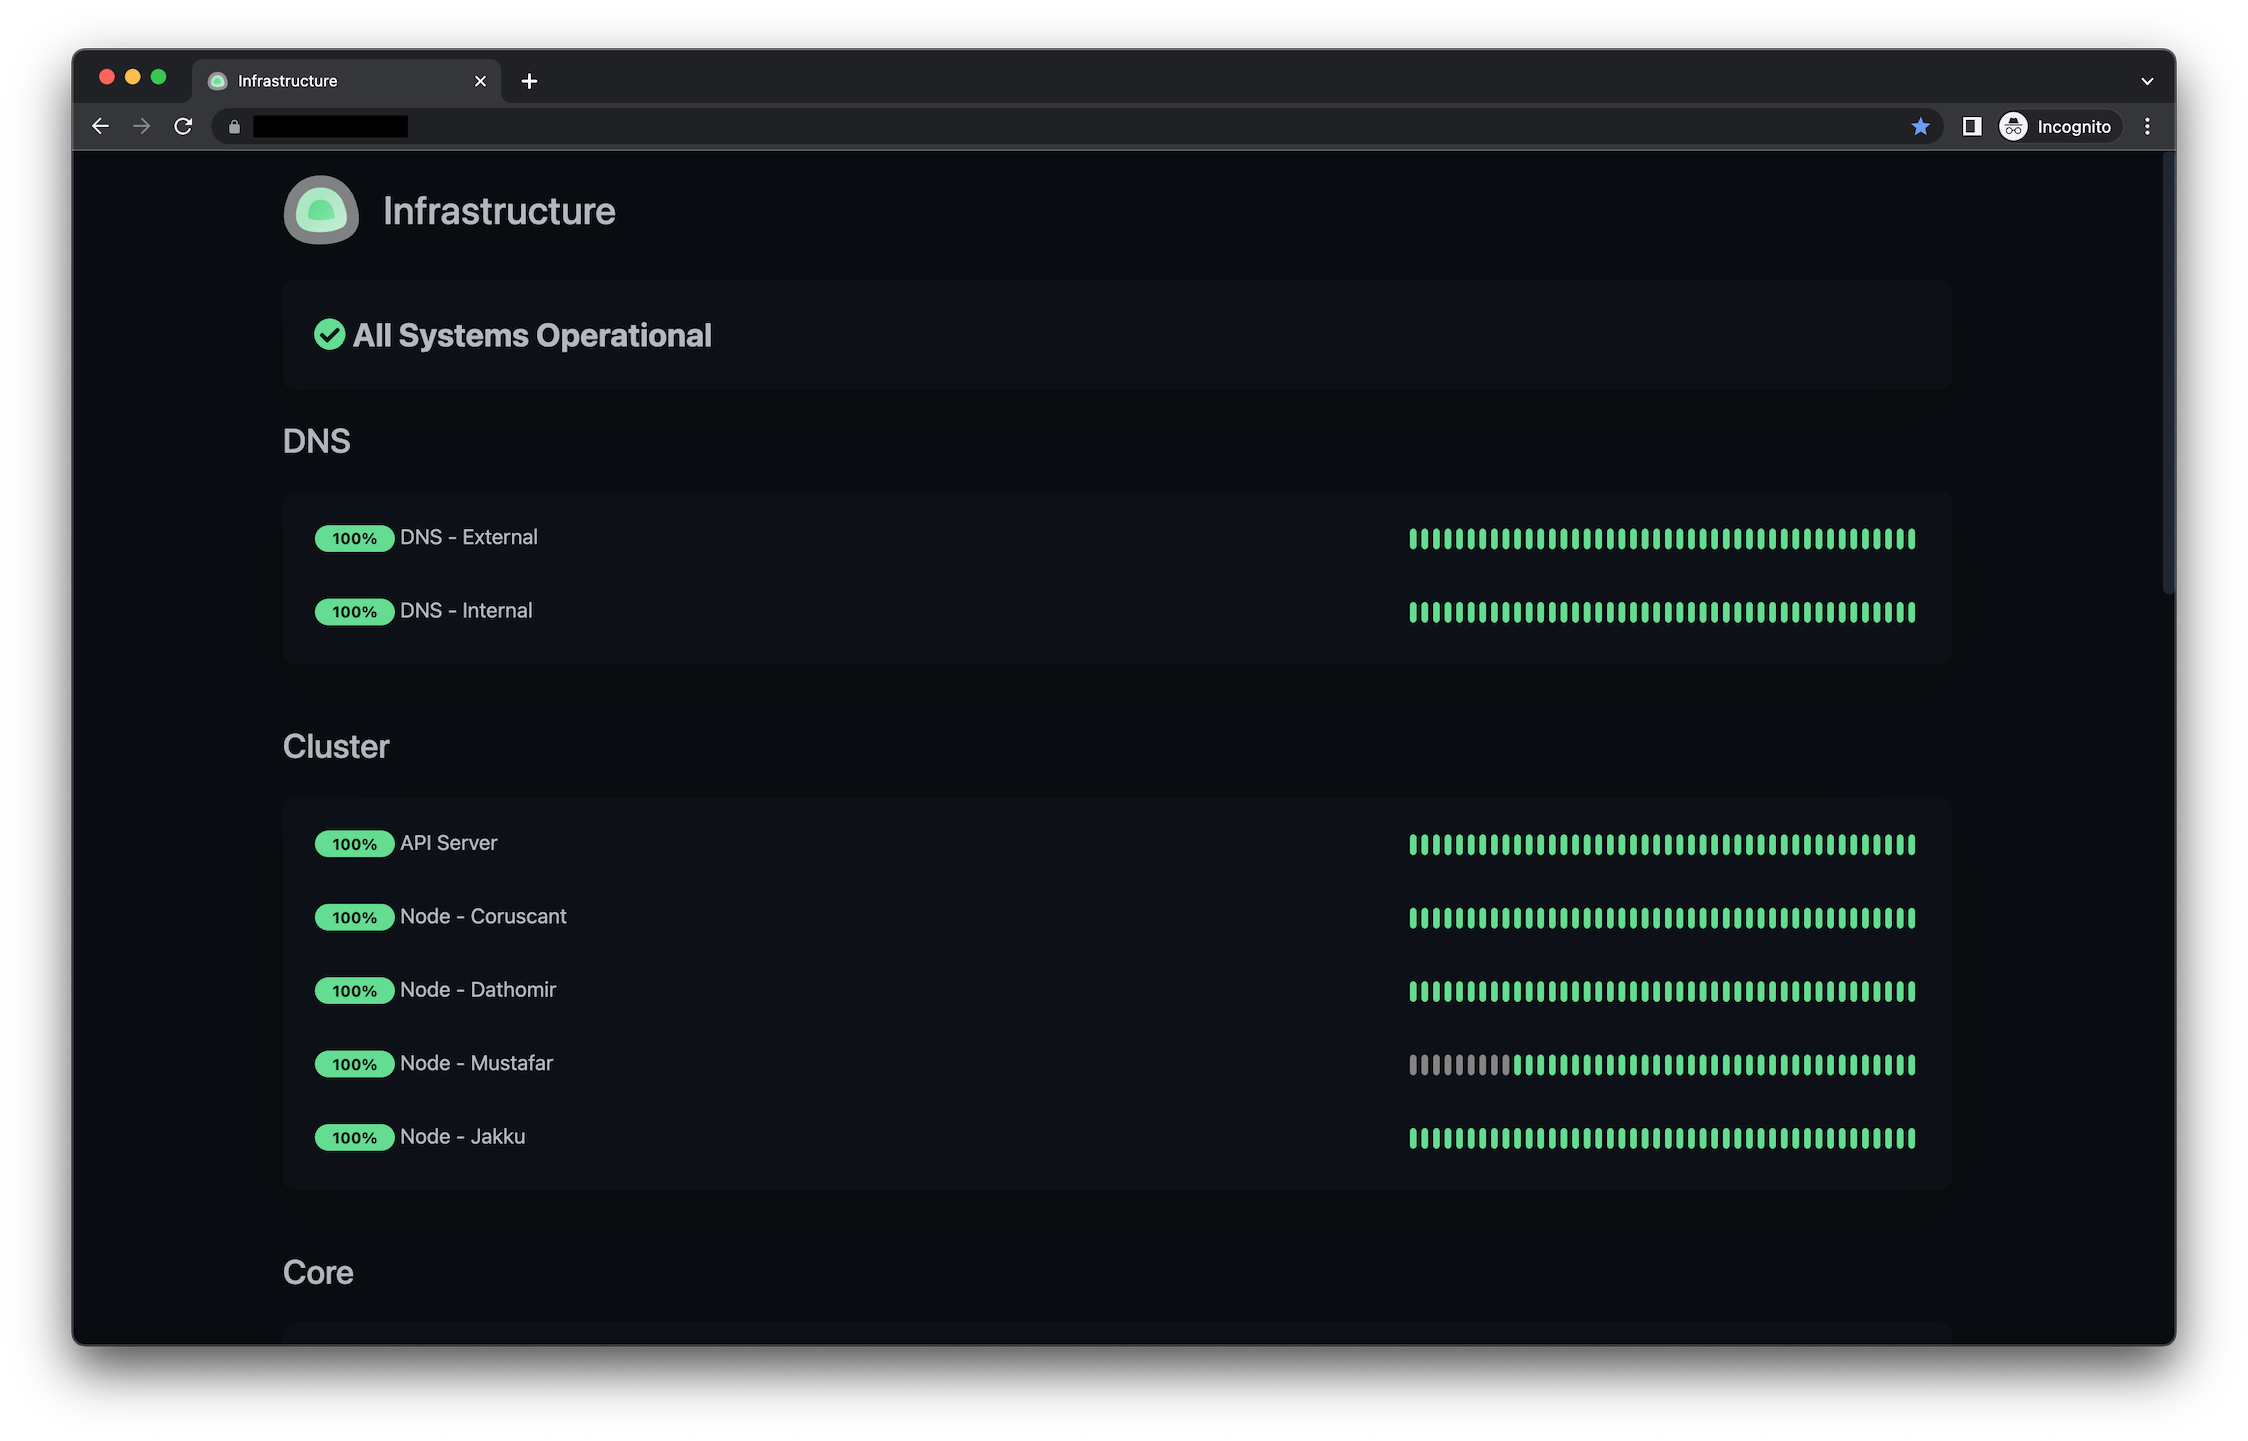 Infrastructure
Incognito
Infrastructure
All Systems Operational
DNS
100% DNS - External
100% DNS - Internal
Cluster
100% API Server
100% Node - Coruscant
100% Node - Dathomir
100% Node - Mustafar
100% Node - Jakku
Core